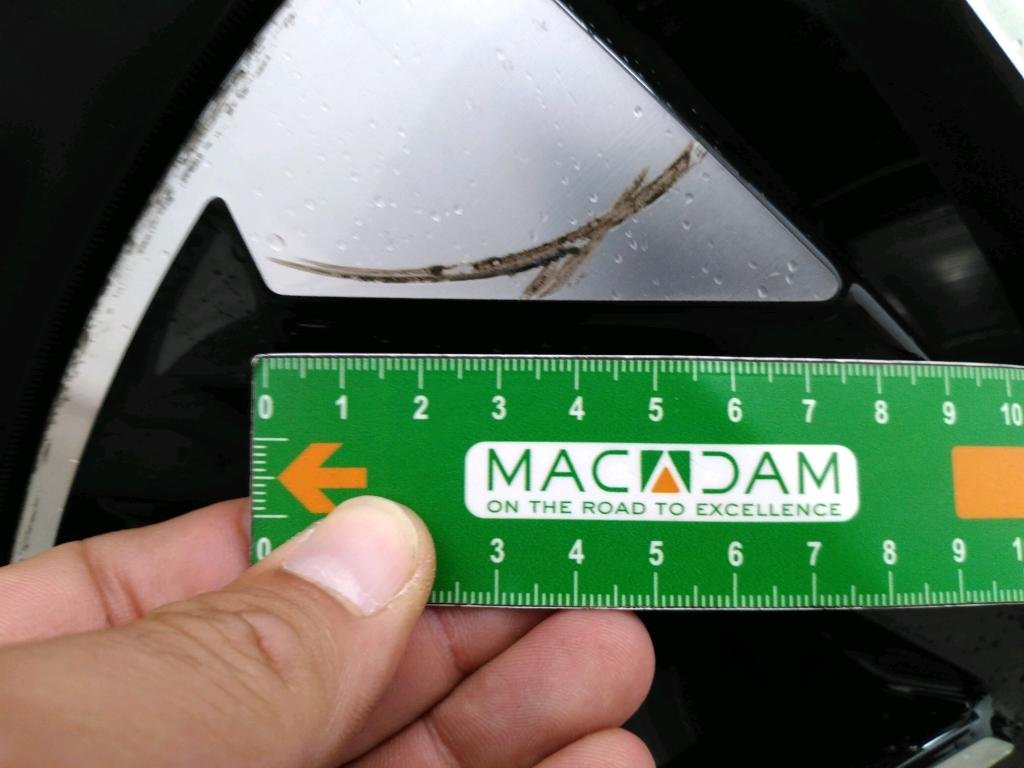 0 1 2 3 4 5 6 7 8 9 10
MACADAM
ON THE ROAD TO EXCELLENCE
0 3 4 5 6 7 8 9 1